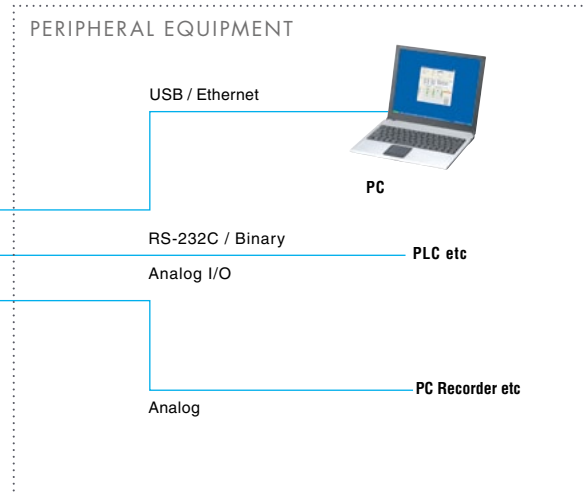 PERIPHERAL EQUIPMENT
USB / Ethernet
PC
RS-232C / Binary
PLC etc
Analog I/O
PC Recorder etc
Analog